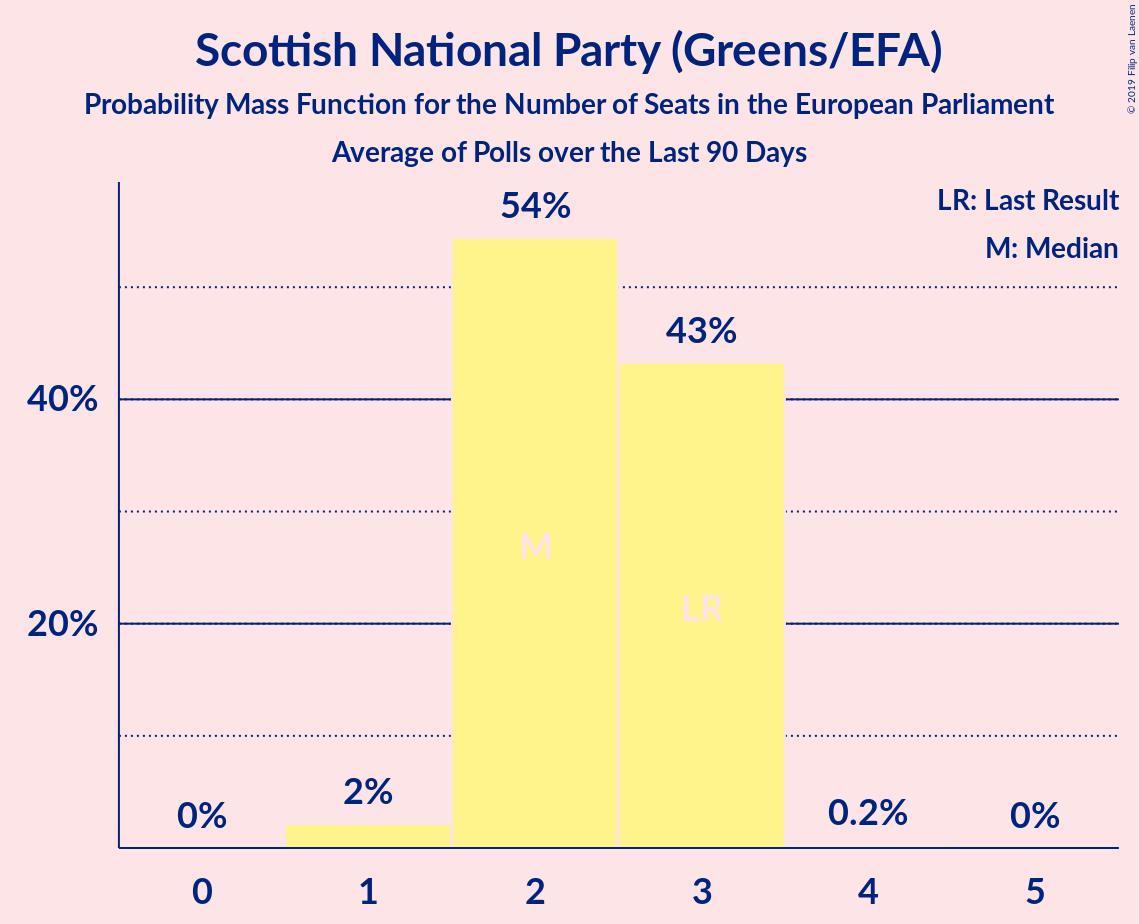 Scottish National Party (Greens/EFA)
Probability Mass Function for the Number of Seats in the European Parliament
Average of Polls over the Last 90 Days
© 2019 Filip van Laenen
LR: Last Result
M: Median
54%
43%
40%
M
LR
20%
2%
0%
0.2%
0%
0 1 2 3 4 5